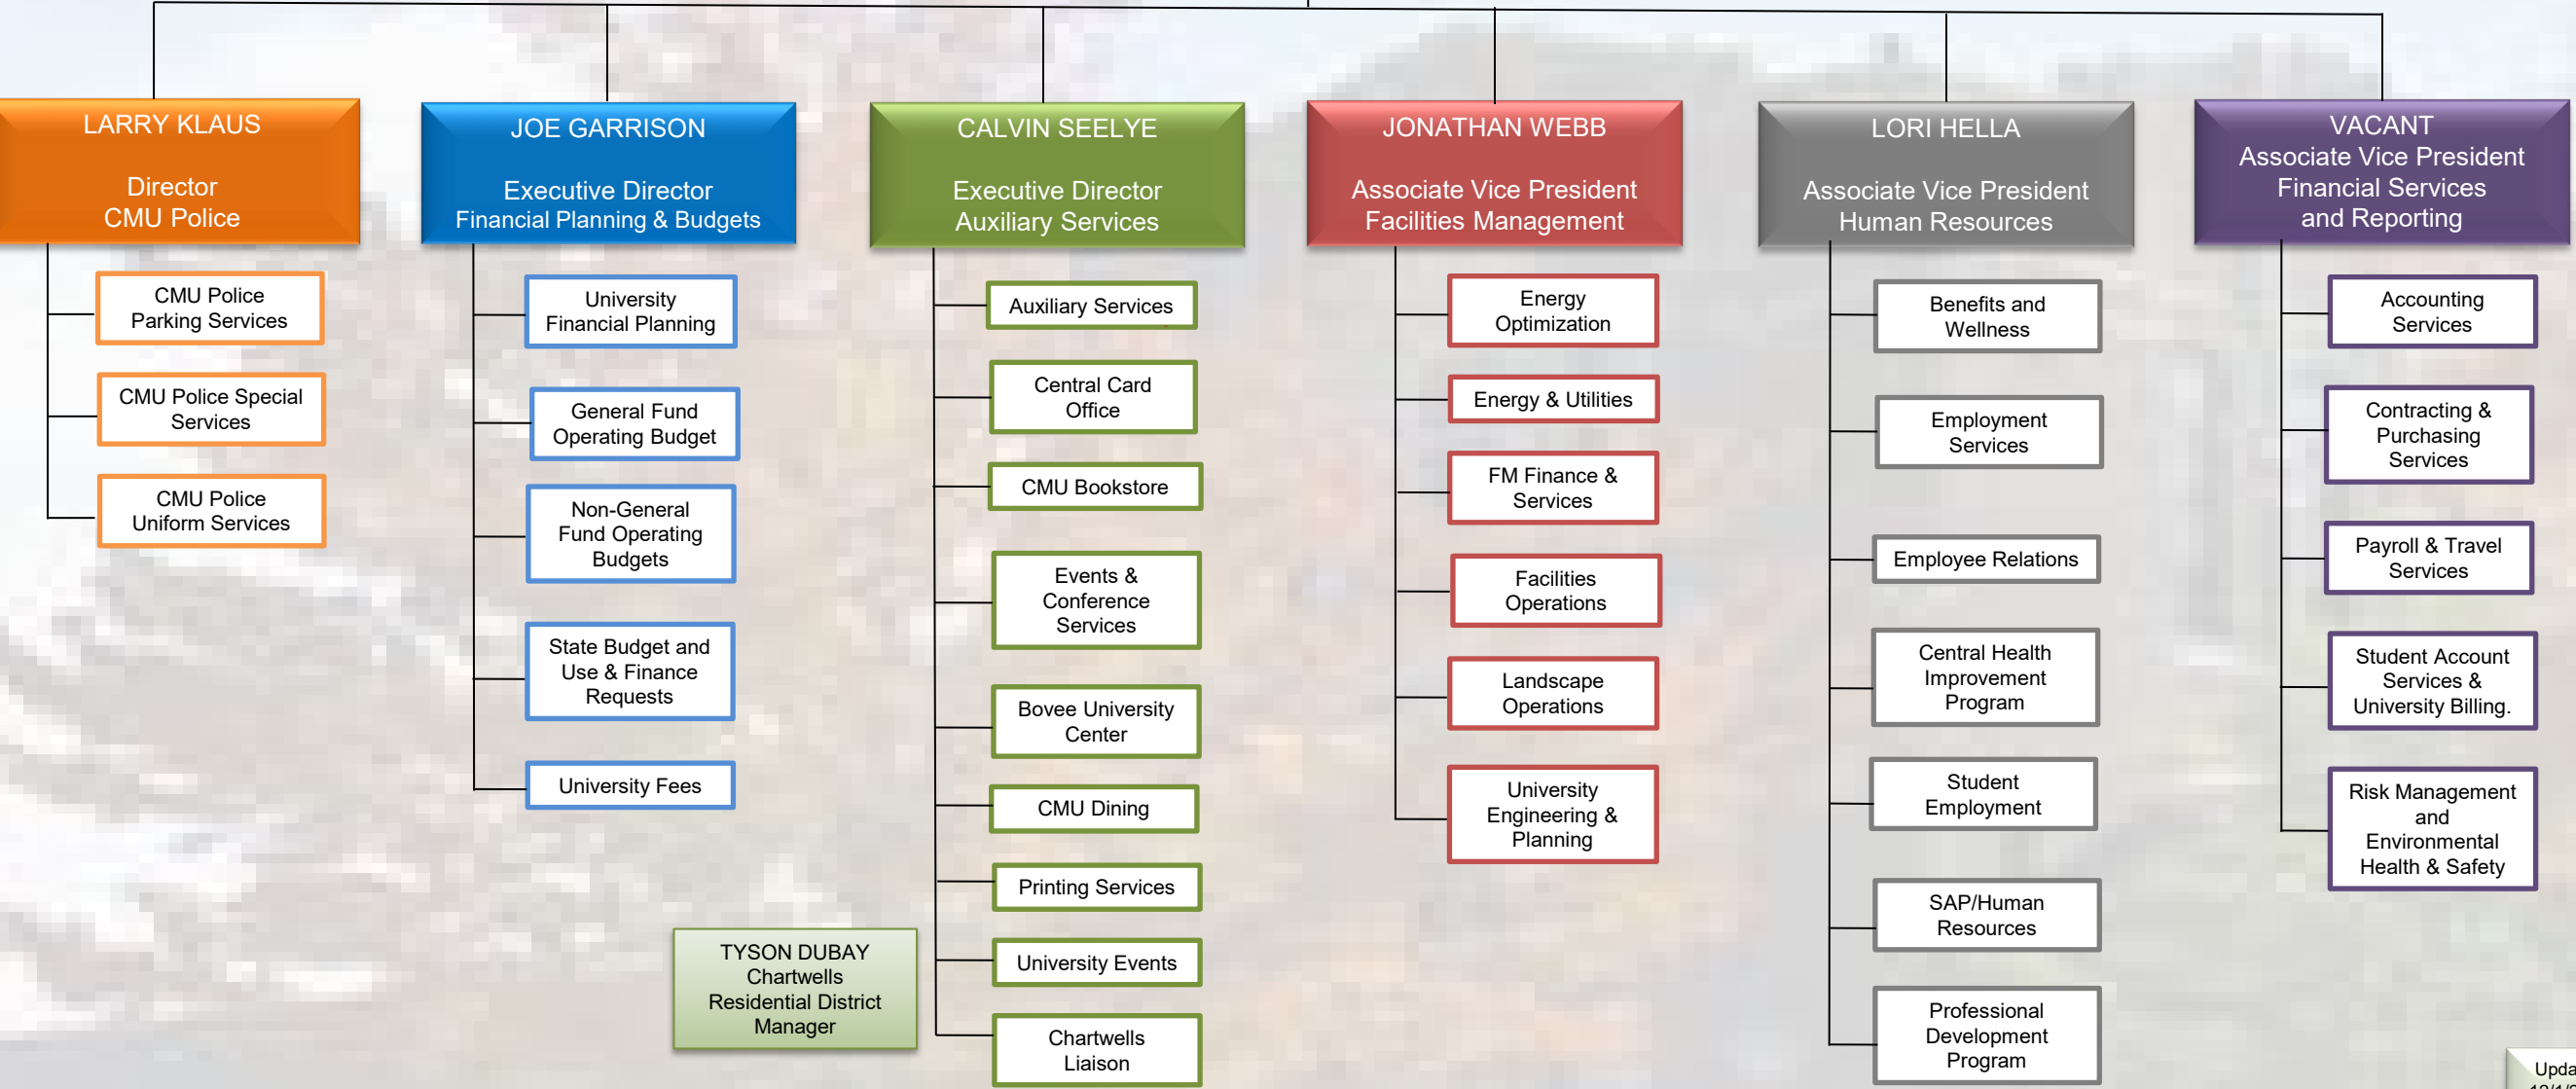 LARRY KLAUS
Director
CMU Police
CMU Police
Parking Services
CMU Police Special
Services
CMU Police
Uniform Services
JOE GARRISON
Executive Director
Financial Planning & Budgets
University
Financial Planning
General Fund
Operating Budget
Non-General
Fund Operating
Budgets
State Budget and
Use & Finance
Requests
University Fees
CALVIN SEELYE
Executive Director
Auxiliary Services
Auxiliary Services
Central Card
Office
CMU Bookstore
Events &
Conference
Services
Bovee University
Center
CMU Dining
Printing Services
University Events
Chartwells
Liaison
TYSON DUBAY
Chartwells
Residential District
Manager
JONATHAN WEBB
Associate Vice President
Facilities Management
Energy
Optimization
Energy & Utilities
FM Finance &
Services
Facilities
Operations
Landscape
Operations
University
Engineering &
Planning
LORI HELLA
Associate Vice President
Human Resources
Benefits and
Wellness
Employment
Services
Employee Relations
Central Health
Improvement
Program
Student
Employment
SAP/Human
Resources
Professional
Development
Program
VACANT
Associate Vice President
Financial Services
and Reporting
Accounting
Services
Contracting &
Purchasing
Services
Payroll & Travel
Services
Student Account
Services &
University Billing.
Risk Management
and
Environmental
Health & Safety